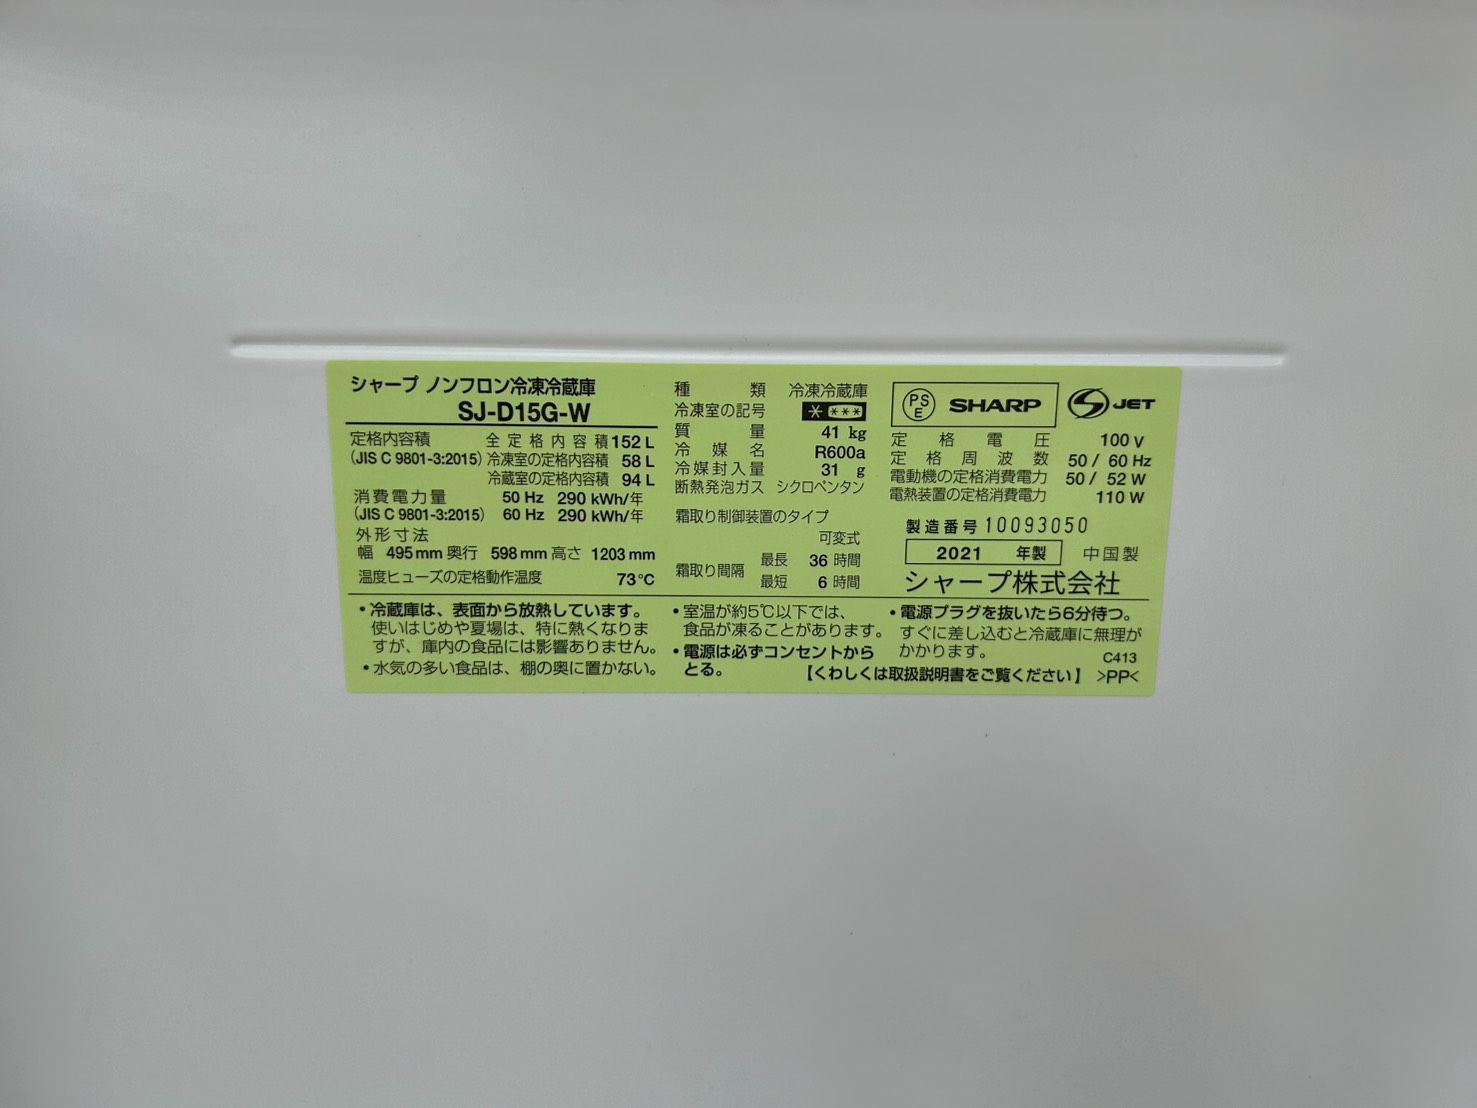 シャープ ノンフロン冷凍冷蔵庫
SJ-D15G-W
定格内容積 全定格内容積 152 L
(JIS C 9801-3:2015) 冷凍室の定格内容積 58 L
冷蔵室の定格内容積 94 L
消費電力量 50 Hz 290 kWh/年
(JIS C 9801-3:2015) 60 Hz 290 kWh/年
外形寸法
幅 495 mm 奥行 598 mm 高さ 1203 mm
温度ヒューズの定格動作温度 73℃
種類 冷凍冷蔵庫
冷凍室の記号 * ***
質量 41 kg
冷媒名 R600a
冷媒封入量 31 g
断熱発泡ガス シクロペンタン
霜取り制御装置のタイプ
可変式
霜取り間隔 最長 36 時間
最短 6 時間
PS E SHARP S JET
定格電圧 100 V
定格周波数 50 / 60 Hz
電動機の定格消費電力 50 / 52 W
電熱装置の定格消費電力 110 W
製造番号 10093050
2021 年製 中国製
シャープ株式会社
・冷蔵庫は、表面から放熱しています。
使いはじめや夏場は、特に熱くなりま
すが、庫内の食品には影響ありません。
・水気の多い食品は、棚の奥に置かない。
・室温が約5℃以下では、
食品が凍ることがあります。
・電源は必ずコンセントから
とる。
・電源プラグを抜いたら6分待つ。
すぐに差し込むと冷蔵庫に無理が
かかります。
C413
【くわしくは取扱説明書をご覧ください】 >PP<